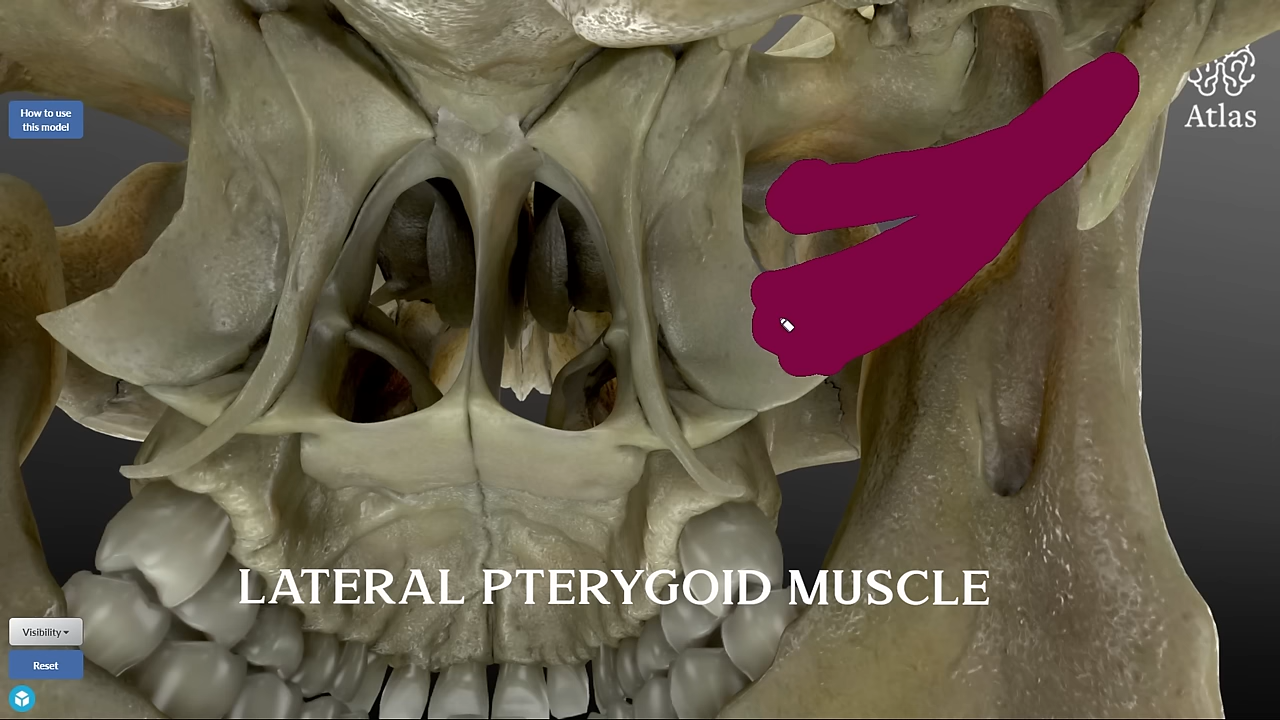 How to use
this model
Atlas
LATERAL PTERYGOID MUSCLE
Visibility
Reset